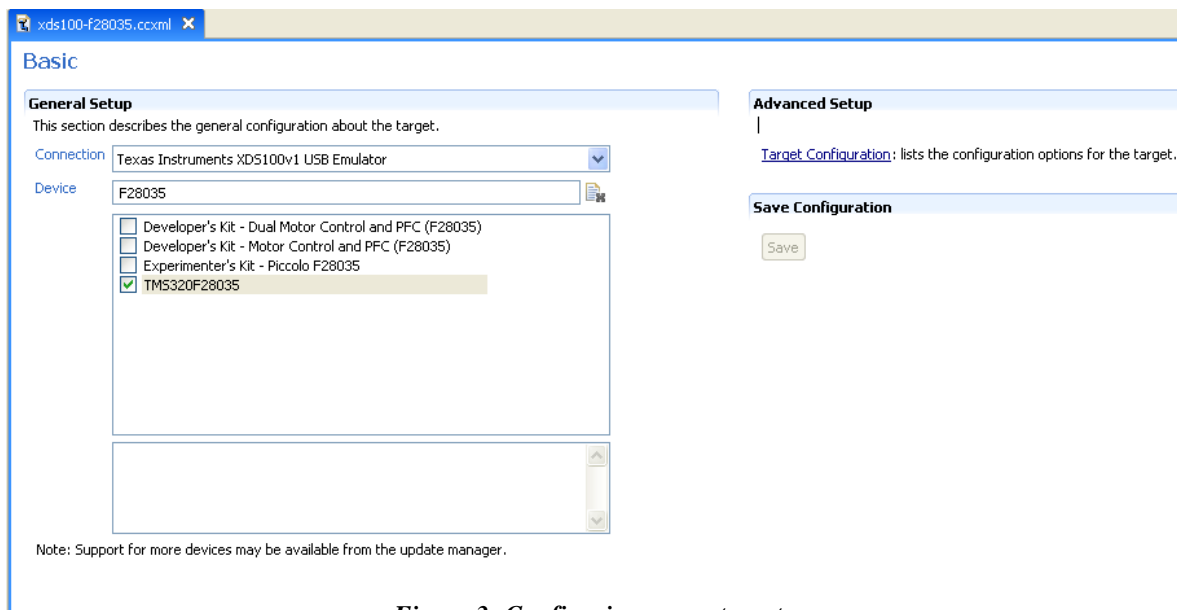 xds100-f28035.ccxml
Basic
General Setup
This section describes the general configuration about the target.
Connection
Texas Instruments XDS100v1 USB Emulator
Device
F28035
Developer's Kit - Dual Motor Control and PFC (F28035)
Developer's Kit - Motor Control and PFC (F28035)
Experimenter's Kit - Piccolo F28035
TMS320F28035
Note: Support for more devices may be available from the update manager.
Advanced Setup
Target Configuration: lists the configuration options for the target.
Save Configuration
Save